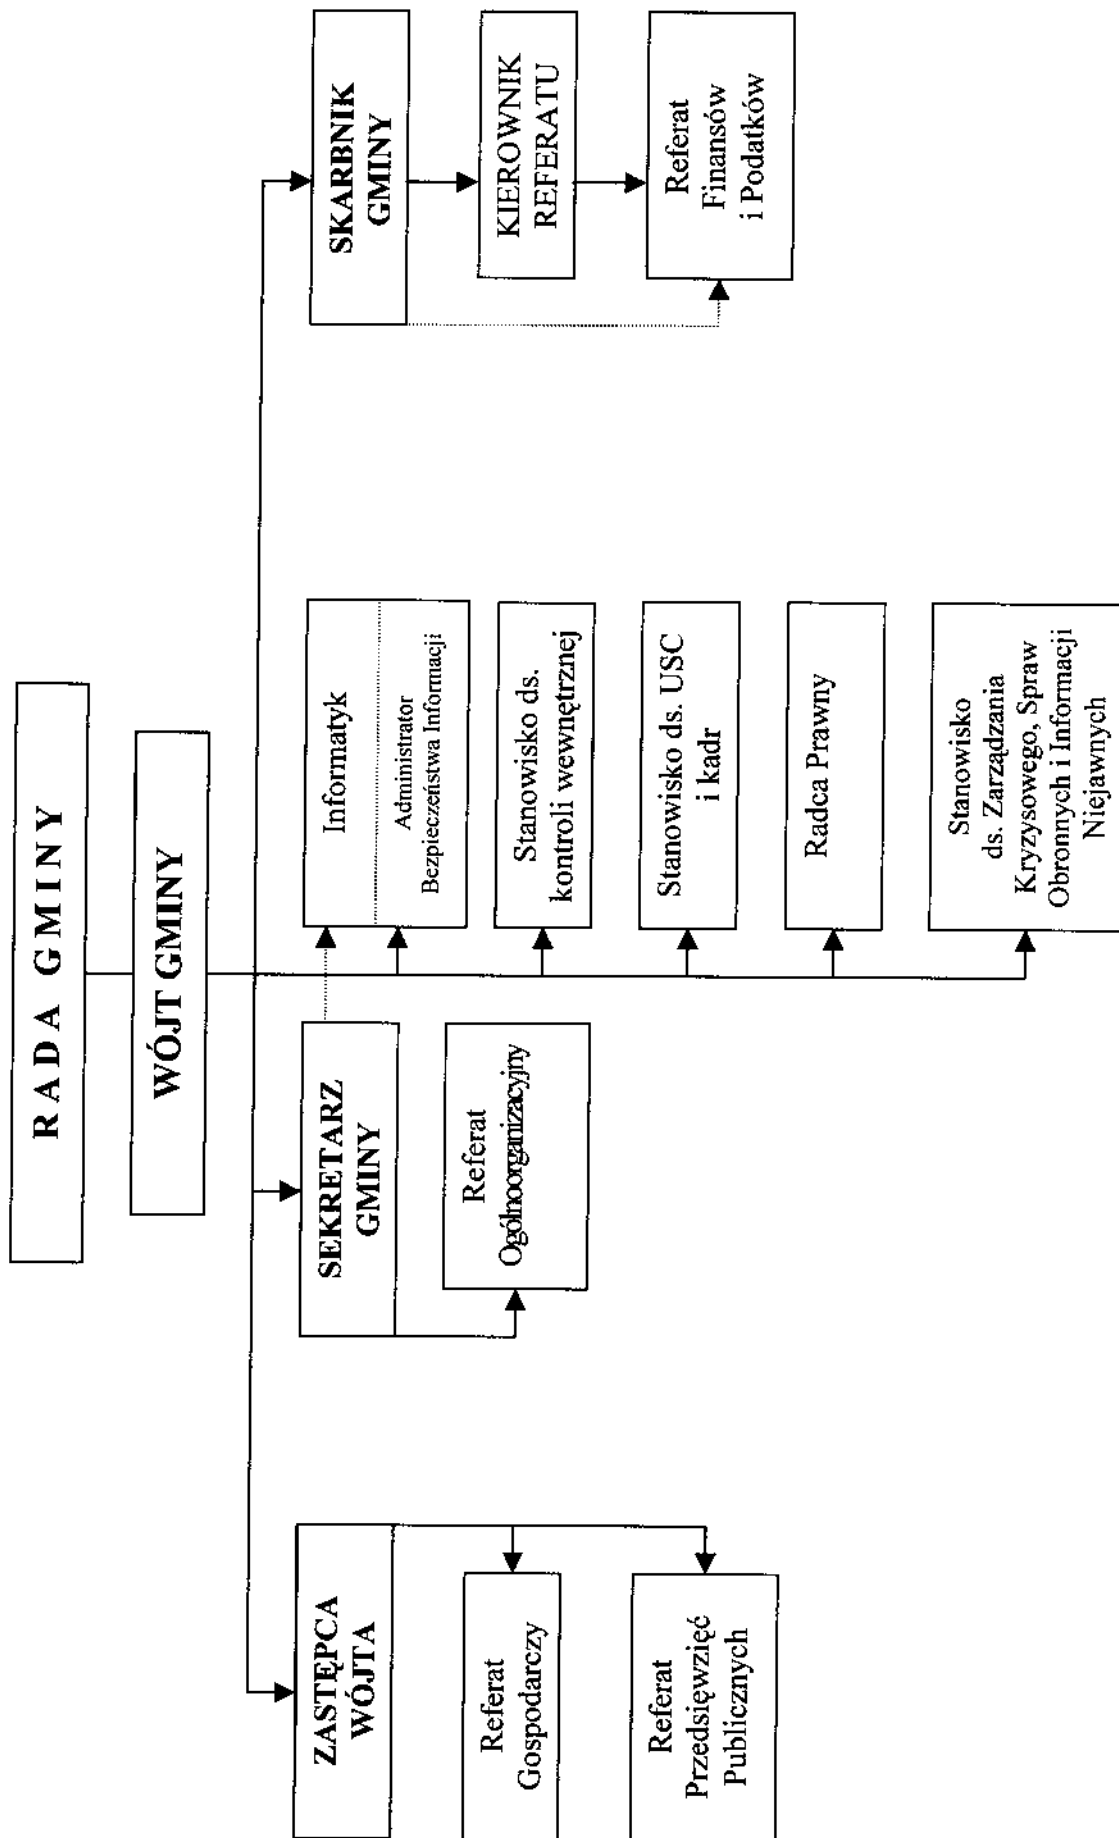 RADA GMINY
WÓJT GMINY
ZASTĘPCA
WÓJTA
Referat
Gospodarczy
Referat
Przedsięwzięć
Publicznych
SEKRETARZ
GMINY
Referat
Ogólnoorganizacyjny
Informatyk
Administrator
Bezpieczeństwa Informacji
Stanowisko ds.
kontroli wewnętrznej
Stanowisko ds. USC
i kadr
Radca Prawny
Stanowisko
ds. Zarządzania
Kryzysowego, Spraw
Obronnych i Informacji
Niejawnych
SKARBNIK
GMINY
KIEROWNIK
REFERATU
Referat
Finansów
i Podatków